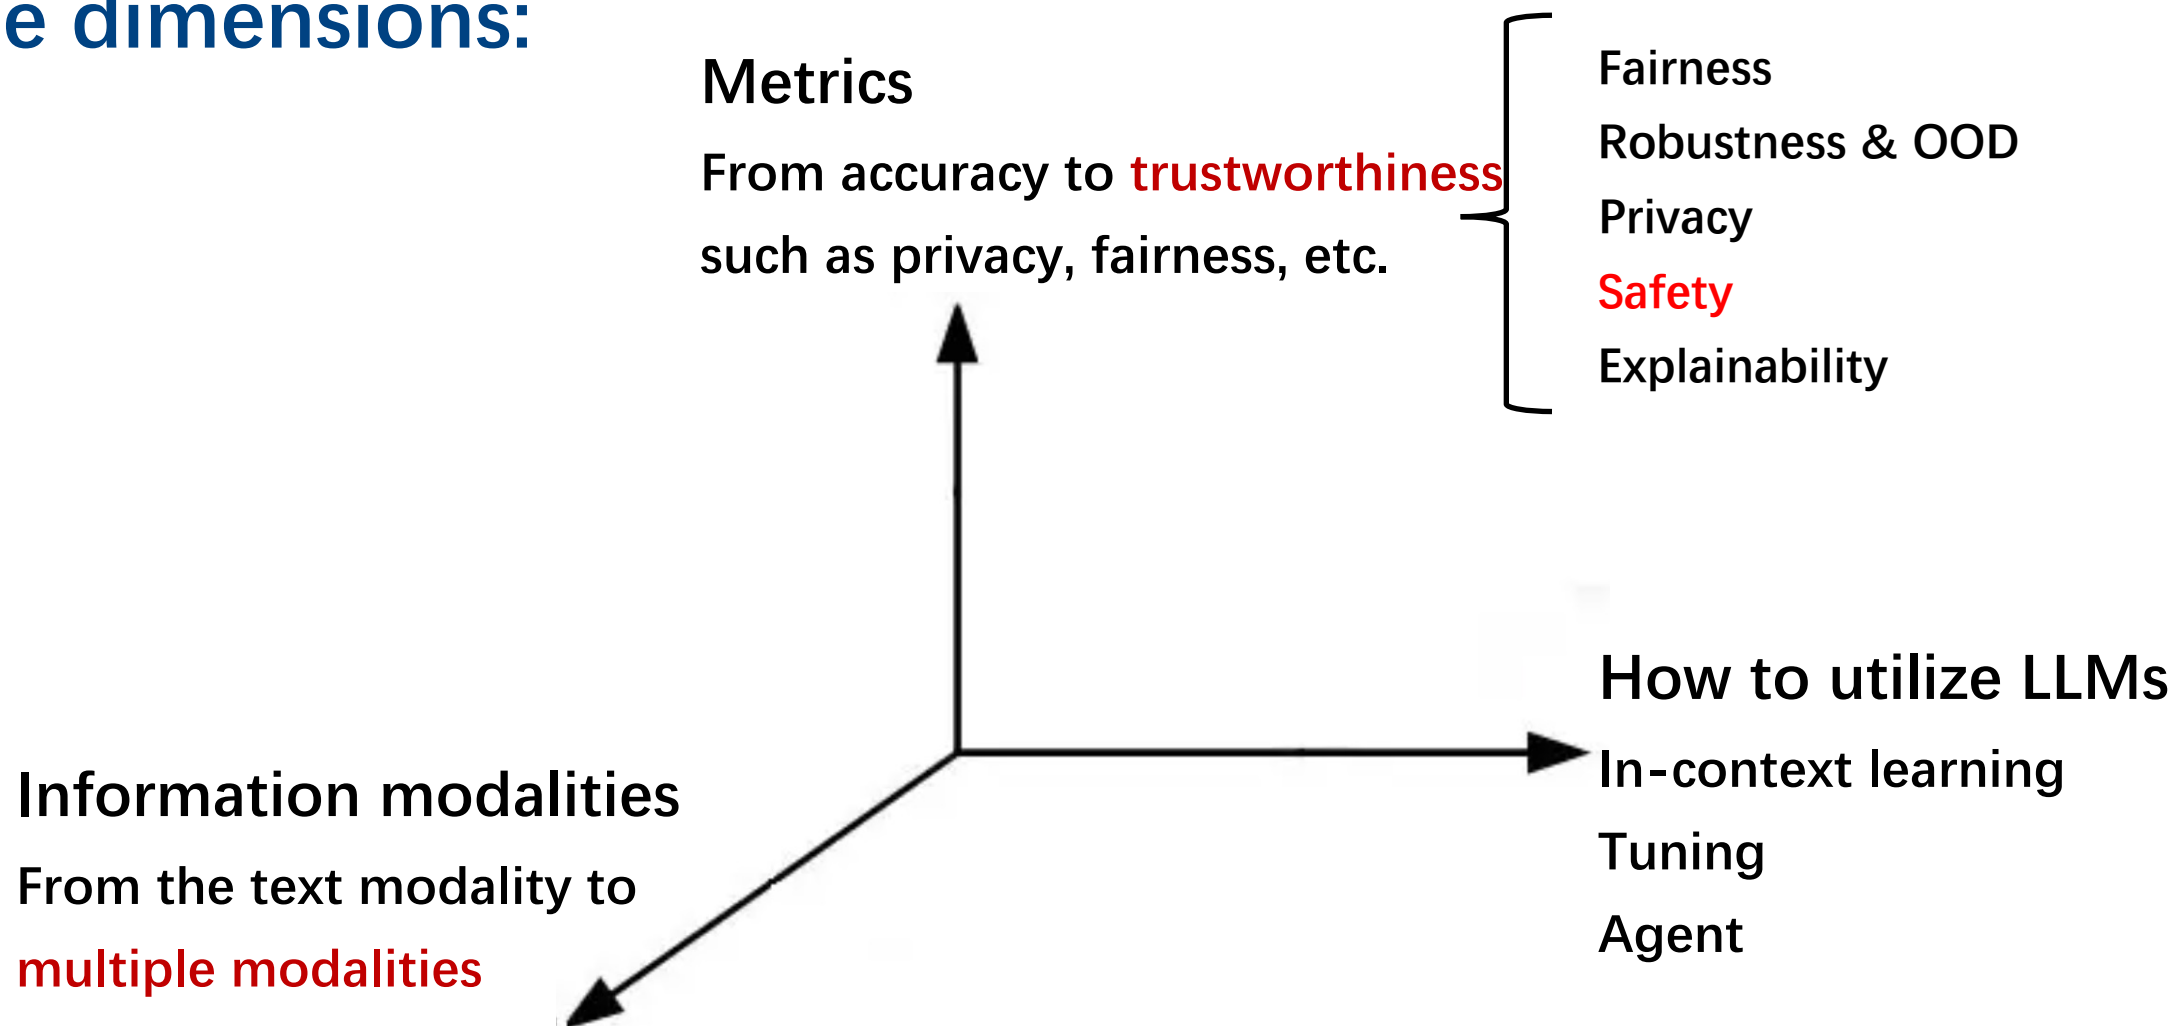 e dimensions:
Metrics
From accuracy to trustworthiness
such as privacy, fairness, etc.
Fairness
Robustness & OOD
Privacy
Safety
Explainability
How to utilize LLMs
In-context learning
Tuning
Agent
Information modalities
From the text modality to
multiple modalities